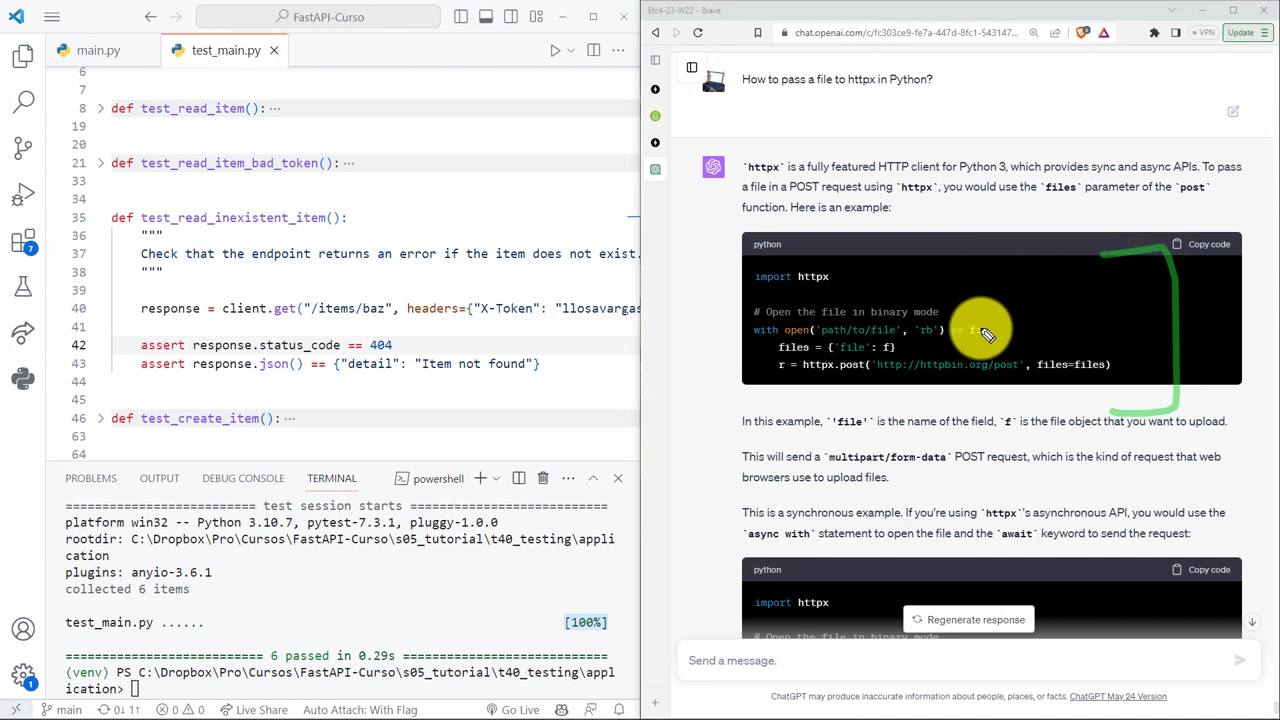 FastAPI-Curso
main.py
test_main.py
6
7
8 def test_read_item(): ···
19
20
21 def test_read_item_bad_token(): ···
33
34
35 def test_read_inexistent_item():
36 """
37 Check that the endpoint returns an error if the item does not exist.
38 """
39
40 response = client.get("/items/baz", headers={"X-Token": "llosavargas
41
42 assert response.status_code == 404
43 assert response.json() == {"detail": "Item not found"}
44
45
46 def test_create_item(): ···
63
64
PROBLEMS OUTPUT DEBUG CONSOLE TERMINAL powershell
========================= test session starts ==========================
platform win32 -- Python 3.10.7, pytest-7.3.1, pluggy-1.0.0
rootdir: C:\Dropbox\Pro\Cursos\FastAPI-Curso\s05_tutorial\t40_testing\appli
cation
plugins: anyio-3.6.1
collected 6 items
test_main.py ...... [100%]
========================== 6 passed in 0.29s ===========================
(venv) PS C:\Dropbox\Pro\Cursos\FastAPI-Curso\s05_tutorial\t40_testing\appl
ication>
7
1
main 0↓ 1↑ 0 0 Live Share Auto Attach: With Flag Go Live
Etc4-23-W22 - Brave
chat.openai.com/c/fc303ce9-fe7a-447d-8fc1-543147...
VPN
Update
How to pass a file to httpx in Python?
`httpx` is a fully featured HTTP client for Python 3, which provides sync and async APIs. To pass
a file in a POST request using `httpx`, you would use the `files` parameter of the `post`
function. Here is an example:
python Copy code
import httpx
# Open the file in binary mode
with open('path/to/file', 'rb') as f:
files = {'file': f}
r = httpx.post('http://httpbin.org/post', files=files)
In this example, `'file'` is the name of the field, `f` is the file object that you want to upload.
This will send a `multipart/form-data` POST request, which is the kind of request that web
browsers use to upload files.
This is a synchronous example. If you're using `httpx`'s asynchronous API, you would use the
`async with` statement to open the file and the `await` keyword to send the request:
python Copy code
import httpx
# Open the file in binary mode
Regenerate response
Send a message.
ChatGPT may produce inaccurate information about people, places, or facts. ChatGPT May 24 Version